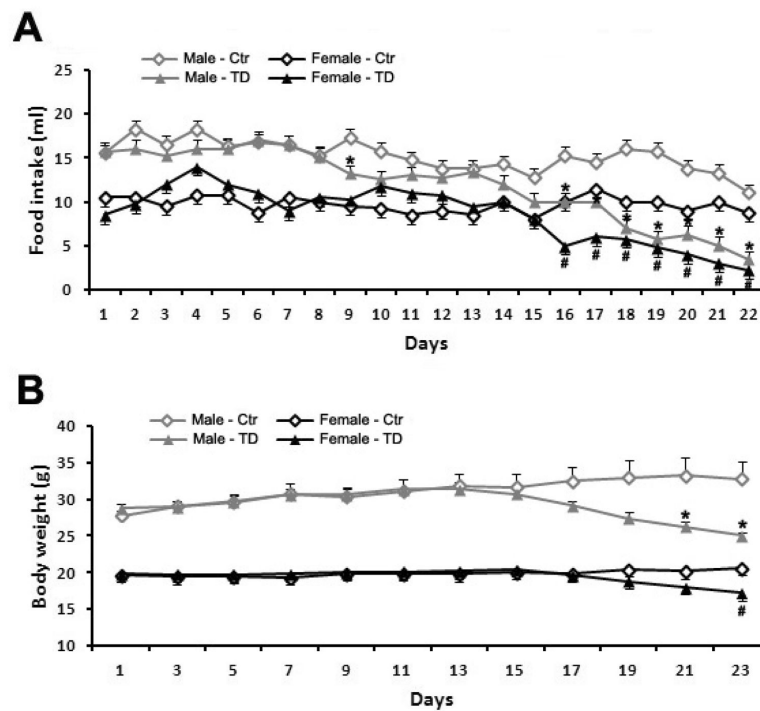 A
Male - Ctr Female - Ctr
Male - TD Female - TD
25
20
15
10
5
0
Food intake (ml)
* * * * * * * *
# # # # # # #
1 2 3 4 5 6 7 8 9 10 11 12 13 14 15 16 17 18 19 20 21 22
Days
B
Male - Ctr Female - Ctr
Male - TD Female - TD
40
35
30
25
20
15
10
Body weight (g)
* *
#
1 3 5 7 9 11 13 15 17 19 21 23
Days